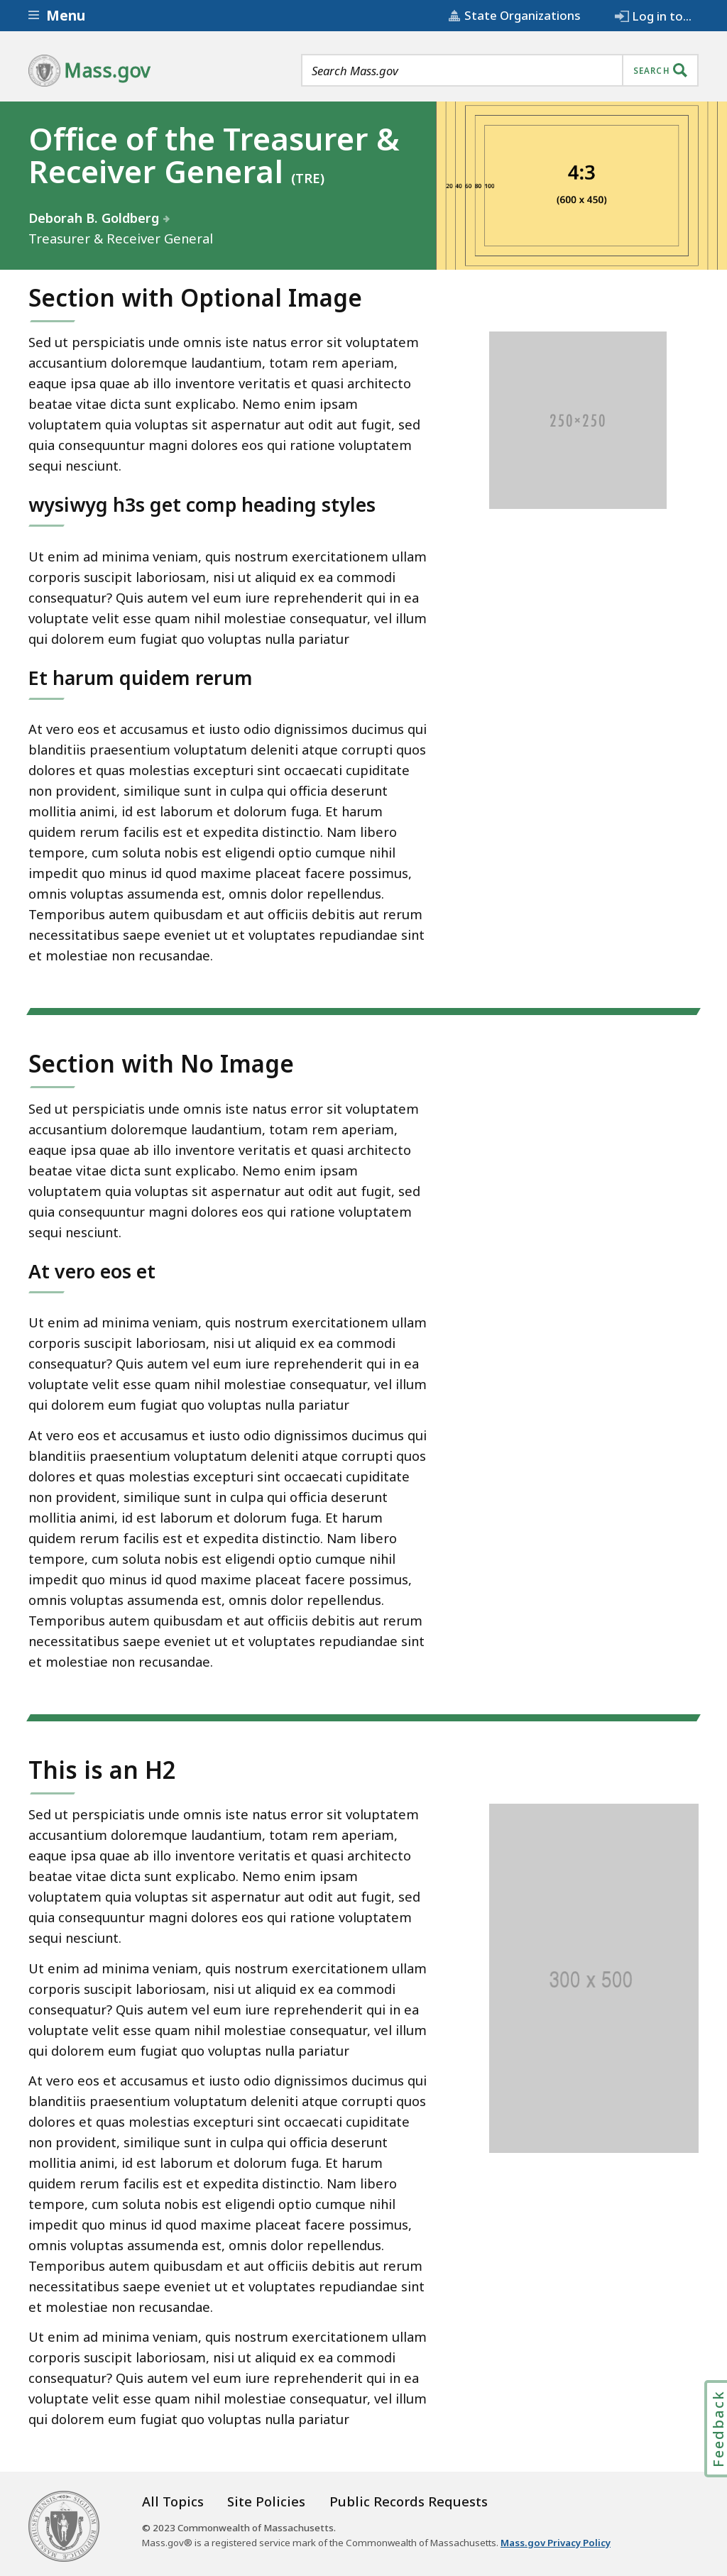 Menu
State Organizations
Log in to...
Mass.gov
Search Mass.gov
SEARCH
Office of the Treasurer &
Receiver General (TRE)
Deborah B. Goldberg
Treasurer & Receiver General
20 40 60 80 100
4:3
(600 x 450)
Section with Optional Image
Sed ut perspiciatis unde omnis iste natus error sit voluptatem
accusantium doloremque laudantium, totam rem aperiam,
eaque ipsa quae ab illo inventore veritatis et quasi architecto
beatae vitae dicta sunt explicabo. Nemo enim ipsam
voluptatem quia voluptas sit aspernatur aut odit aut fugit, sed
quia consequuntur magni dolores eos qui ratione voluptatem
sequi nesciunt.
250×250
wysiwyg h3s get comp heading styles
Ut enim ad minima veniam, quis nostrum exercitationem ullam
corporis suscipit laboriosam, nisi ut aliquid ex ea commodi
consequatur? Quis autem vel eum iure reprehenderit qui in ea
voluptate velit esse quam nihil molestiae consequatur, vel illum
qui dolorem eum fugiat quo voluptas nulla pariatur
Et harum quidem rerum
At vero eos et accusamus et iusto odio dignissimos ducimus qui
blanditiis praesentium voluptatum deleniti atque corrupti quos
dolores et quas molestias excepturi sint occaecati cupiditate
non provident, similique sunt in culpa qui officia deserunt
mollitia animi, id est laborum et dolorum fuga. Et harum
quidem rerum facilis est et expedita distinctio. Nam libero
tempore, cum soluta nobis est eligendi optio cumque nihil
impedit quo minus id quod maxime placeat facere possimus,
omnis voluptas assumenda est, omnis dolor repellendus.
Temporibus autem quibusdam et aut officiis debitis aut rerum
necessitatibus saepe eveniet ut et voluptates repudiandae sint
et molestiae non recusandae.
Section with No Image
Sed ut perspiciatis unde omnis iste natus error sit voluptatem
accusantium doloremque laudantium, totam rem aperiam,
eaque ipsa quae ab illo inventore veritatis et quasi architecto
beatae vitae dicta sunt explicabo. Nemo enim ipsam
voluptatem quia voluptas sit aspernatur aut odit aut fugit, sed
quia consequuntur magni dolores eos qui ratione voluptatem
sequi nesciunt.
At vero eos et
Ut enim ad minima veniam, quis nostrum exercitationem ullam
corporis suscipit laboriosam, nisi ut aliquid ex ea commodi
consequatur? Quis autem vel eum iure reprehenderit qui in ea
voluptate velit esse quam nihil molestiae consequatur, vel illum
qui dolorem eum fugiat quo voluptas nulla pariatur
At vero eos et accusamus et iusto odio dignissimos ducimus qui
blanditiis praesentium voluptatum deleniti atque corrupti quos
dolores et quas molestias excepturi sint occaecati cupiditate
non provident, similique sunt in culpa qui officia deserunt
mollitia animi, id est laborum et dolorum fuga. Et harum
quidem rerum facilis est et expedita distinctio. Nam libero
tempore, cum soluta nobis est eligendi optio cumque nihil
impedit quo minus id quod maxime placeat facere possimus,
omnis voluptas assumenda est, omnis dolor repellendus.
Temporibus autem quibusdam et aut officiis debitis aut rerum
necessitatibus saepe eveniet ut et voluptates repudiandae sint
et molestiae non recusandae.
This is an H2
Sed ut perspiciatis unde omnis iste natus error sit voluptatem
accusantium doloremque laudantium, totam rem aperiam,
eaque ipsa quae ab illo inventore veritatis et quasi architecto
beatae vitae dicta sunt explicabo. Nemo enim ipsam
voluptatem quia voluptas sit aspernatur aut odit aut fugit, sed
quia consequuntur magni dolores eos qui ratione voluptatem
sequi nesciunt.
Ut enim ad minima veniam, quis nostrum exercitationem ullam
corporis suscipit laboriosam, nisi ut aliquid ex ea commodi
consequatur? Quis autem vel eum iure reprehenderit qui in ea
voluptate velit esse quam nihil molestiae consequatur, vel illum
qui dolorem eum fugiat quo voluptas nulla pariatur
At vero eos et accusamus et iusto odio dignissimos ducimus qui
blanditiis praesentium voluptatum deleniti atque corrupti quos
dolores et quas molestias excepturi sint occaecati cupiditate
non provident, similique sunt in culpa qui officia deserunt
mollitia animi, id est laborum et dolorum fuga. Et harum
quidem rerum facilis est et expedita distinctio. Nam libero
tempore, cum soluta nobis est eligendi optio cumque nihil
impedit quo minus id quod maxime placeat facere possimus,
omnis voluptas assumenda est, omnis dolor repellendus.
Temporibus autem quibusdam et aut officiis debitis aut rerum
necessitatibus saepe eveniet ut et voluptates repudiandae sint
et molestiae non recusandae.
Ut enim ad minima veniam, quis nostrum exercitationem ullam
corporis suscipit laboriosam, nisi ut aliquid ex ea commodi
consequatur? Quis autem vel eum iure reprehenderit qui in ea
voluptate velit esse quam nihil molestiae consequatur, vel illum
qui dolorem eum fugiat quo voluptas nulla pariatur
300 x 500
Feedback
All Topics
Site Policies
Public Records Requests
© 2023 Commonwealth of Massachusetts.
Mass.gov® is a registered service mark of the Commonwealth of Massachusetts. Mass.gov Privacy Policy